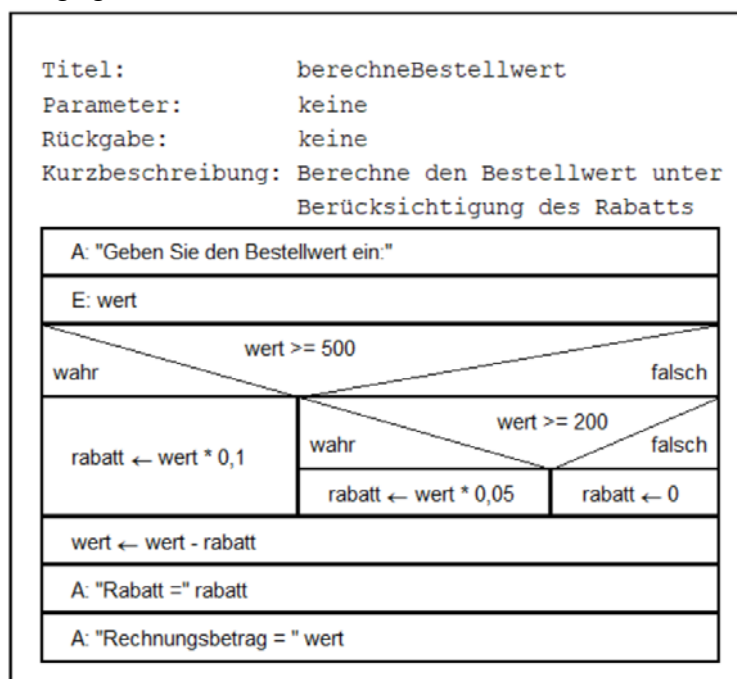 Titel: berechneBestellwert
Parameter: keine
Rückgabe: keine
Kurzbeschreibung: Berechne den Bestellwert unter
Berücksichtigung des Rabatts
A: "Geben Sie den Bestellwert ein:"
E: wert
wert >= 500
wahr falsch
wert >= 200
wahr falsch
rabatt ← wert * 0,1
rabatt ← wert * 0,05 rabatt ← 0
wert ← wert - rabatt
A: "Rabatt =" rabatt
A: "Rechnungsbetrag = " wert